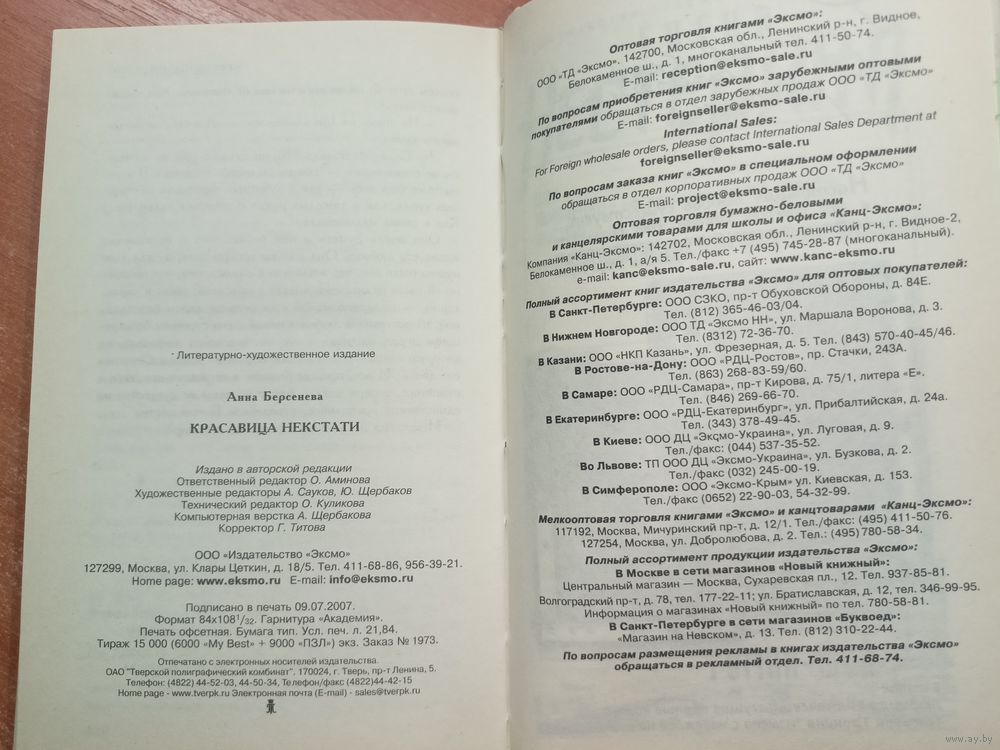 Литературно-художественное издание
Анна Берсенева
КРАСАВИЦА НЕКСТАТИ
Издано в авторской редакции
Ответственный редактор О. Аминова
Художественные редакторы А. Сауков, Ю. Щербаков
Технический редактор О. Куликова
Компьютерная верстка А. Щербакова
Корректор Г. Титова
ООО «Издательство «Эксмо»
127299, Москва, ул. Клары Цеткин, д. 18/5. Тел. 411-68-86, 956-39-21.
Home page: www.eksmo.ru E-mail: info@eksmo.ru
Подписано в печать 09.07.2007.
Формат 84х108 1/32. Гарнитура «Академия».
Печать офсетная. Бумага тип. Усл. печ. л. 21,84.
Тираж 15 000 (6000 «My Best» + 9000 «ПЗЛ») экз. Заказ № 1973.
Отпечатано с электронных носителей издательства.
ОАО "Тверской полиграфический комбинат". 170024, г. Тверь, пр-т Ленина, 5.
Телефон: (4822) 44-52-03, 44-50-34, Телефон/факс (4822)44-42-15
Home page - www.tverpk.ru Электронная почта (E-mail) - sales@tverpk.ru
Оптовая торговля книгами «Эксмо»:
ООО «ТД «Эксмо». 142700, Московская обл., Ленинский р-н, г. Видное,
Белокаменное ш., д. 1, многоканальный тел. 411-50-74.
E-mail: reception@eksmo-sale.ru
По вопросам приобретения книг «Эксмо» зарубежными оптовыми
покупателями обращаться в отдел зарубежных продаж ООО «ТД «Эксмо»
E-mail: foreignseller@eksmo-sale.ru
International Sales:
For Foreign wholesale orders, please contact International Sales Department at
foreignseller@eksmo-sale.ru
По вопросам заказа книг «Эксмо» в специальном оформлении
обращаться в отдел корпоративных продаж ООО «ТД «Эксмо»
E-mail: project@eksmo-sale.ru
Оптовая торговля бумажно-беловыми
и канцелярскими товарами для школы и офиса «Канц-Эксмо»:
Компания «Канц-Эксмо»: 142702, Московская обл., Ленинский р-н, г. Видное-2,
Белокаменное ш., д. 1, а/я 5. Тел./факс +7 (495) 745-28-87 (многоканальный).
e-mail: kanc@eksmo-sale.ru, сайт: www.kanc-eksmo.ru
Полный ассортимент книг издательства «Эксмо» для оптовых покупателей:
В Санкт-Петербурге: ООО СЗКО, пр-т Обуховской Обороны, д. 84Е.
Тел. (812) 365-46-03/04.
В Нижнем Новгороде: ООО ТД «Эксмо НН», ул. Маршала Воронова, д. 3.
Тел. (8312) 72-36-70.
В Казани: ООО «НКП Казань», ул. Фрезерная, д. 5. Тел. (843) 570-40-45/46.
В Ростове-на-Дону: ООО «РДЦ-Ростов», пр. Стачки, 243А.
Тел. (863) 268-83-59/60.
В Самаре: ООО «РДЦ-Самара», пр-т Кирова, д. 75/1, литера «Е».
Тел. (846) 269-66-70.
В Екатеринбурге: ООО «РДЦ-Екатеринбург», ул. Прибалтийская, д. 24а.
Тел. (343) 378-49-45.
В Киеве: ООО ДЦ «Эксмо-Украина», ул. Луговая, д. 9.
Тел./факс: (044) 537-35-52.
Во Львове: ТП ООО ДЦ «Эксмо-Украина», ул. Бузкова, д. 2.
Тел./факс (032) 245-00-19.
В Симферополе: ООО «Эксмо-Крым» ул. Киевская, д. 153.
Тел./факс (0652) 22-90-03, 54-32-99.
Мелкооптовая торговля книгами «Эксмо» и канцтоварами «Канц-Эксмо»:
117192, Москва, Мичуринский пр-т, д. 12/1. Тел./факс: (495) 411-50-76.
127254, Москва, ул. Добролюбова, д. 2. Тел.: (495) 780-58-34.
Полный ассортимент продукции издательства «Эксмо»:
В Москве в сети магазинов «Новый книжный»:
Центральный магазин — Москва, Сухаревская пл., 12. Тел. 937-85-81.
Волгоградский пр-т, д. 78, тел. 177-22-11; ул. Братиславская, д. 12, тел. 346-99-95.
Информация о магазинах «Новый книжный» по тел. 780-58-81.
В Санкт-Петербурге в сети магазинов «Буквоед»:
«Магазин на Невском», д. 13. Тел. (812) 310-22-44.
По вопросам размещения рекламы в книгах издательства «Эксмо»
обращаться в рекламный отдел. Тел. 411-68-74.
www.ay.by